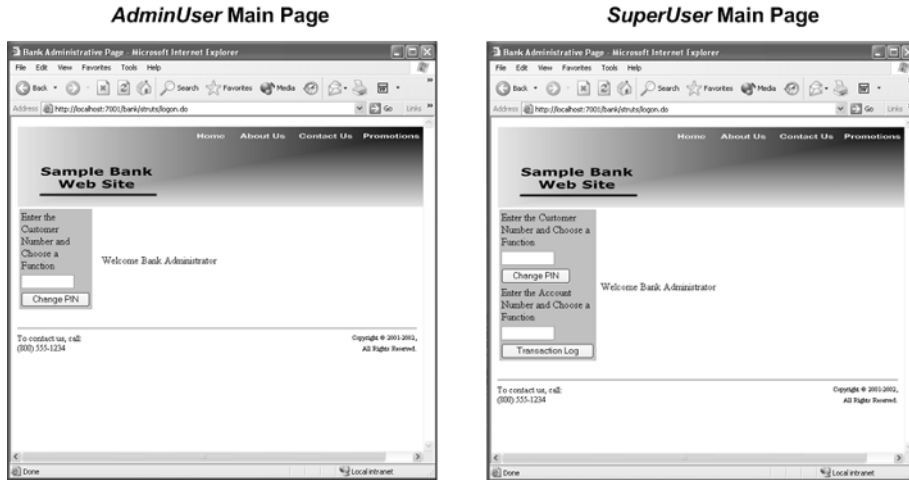 AdminUser Main Page
Bank Administrative Page - Microsoft Internet Explorer
File Edit View Favorites Tools Help
Back Search Favorites Media
Address http://localhost:7001/bank/struts/logon.do Go Links
Home About Us Contact Us Promotions
Sample Bank
Web Site
Enter the
Customer
Number and
Choose a
Function
Change PIN
Welcome Bank Administrator
To contact us, call:
(800) 555-1234
Copyright © 2001-2002,
All Rights Reserved.
Done Local intranet
SuperUser Main Page
Bank Administrative Page - Microsoft Internet Explorer
File Edit View Favorites Tools Help
Back Search Favorites Media
Address http://localhost:7001/bank/struts/logon.do Go Links
Home About Us Contact Us Promotions
Sample Bank
Web Site
Enter the Customer
Number and Choose a
Function
Change PIN
Enter the Account
Number and Choose a
Function
Transaction Log
Welcome Bank Administrator
To contact us, call:
(800) 555-1234
Copyright © 2001-2002,
All Rights Reserved.
Done Local intranet